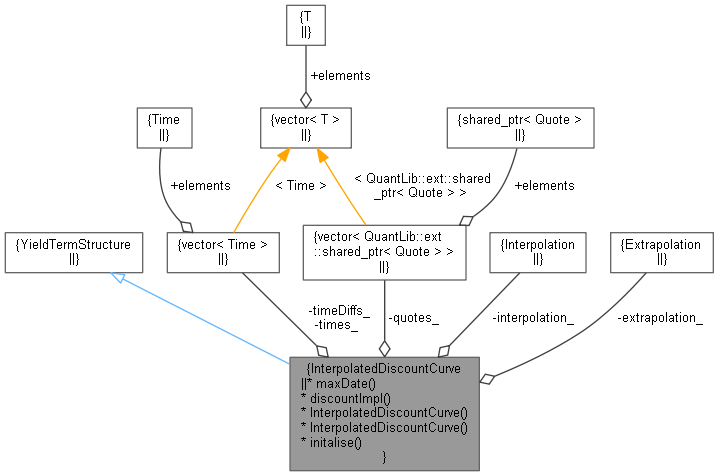 {T
||}
+elements
{Time
||}
{vector< T >
||}
{shared_ptr< Quote >
||}
+elements
< Time >
< QuantLib::ext::shared
_ptr< Quote > >
+elements
{YieldTermStructure
||}
{vector< Time >
||}
{vector< QuantLib::ext
::shared_ptr< Quote > >
||}
{Interpolation
||}
{Extrapolation
||}
-timeDiffs_
-times_
-quotes_
-interpolation_
-extrapolation_
{InterpolatedDiscountCurve
||* maxDate()
* discountImpl()
* InterpolatedDiscountCurve()
* InterpolatedDiscountCurve()
* initalise()
}